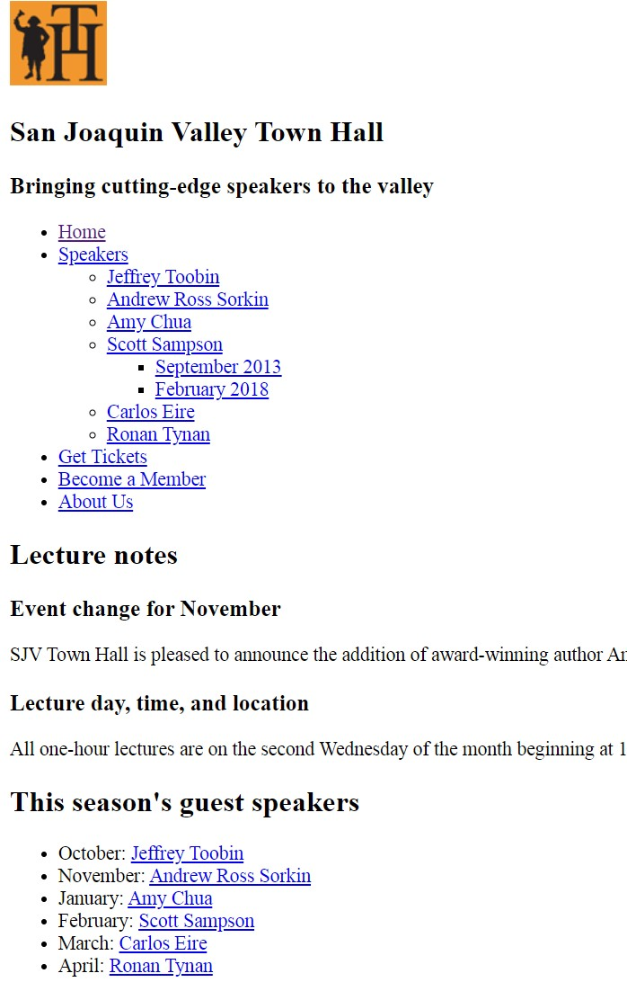 TH
San Joaquin Valley Town Hall
Bringing cutting-edge speakers to the valley
Home
Speakers
Jeffrey Toobin
Andrew Ross Sorkin
Amy Chua
Scott Sampson
September 2013
February 2018
Carlos Eire
Ronan Tynan
Get Tickets
Become a Member
About Us
Lecture notes
Event change for November
SJV Town Hall is pleased to announce the addition of award-winning author
Lecture day, time, and location
All one-hour lectures are on the second Wednesday of the month beginning at
This season's guest speakers
October: Jeffrey Toobin
November: Andrew Ross Sorkin
January: Amy Chua
February: Scott Sampson
March: Carlos Eire
April: Ronan Tynan